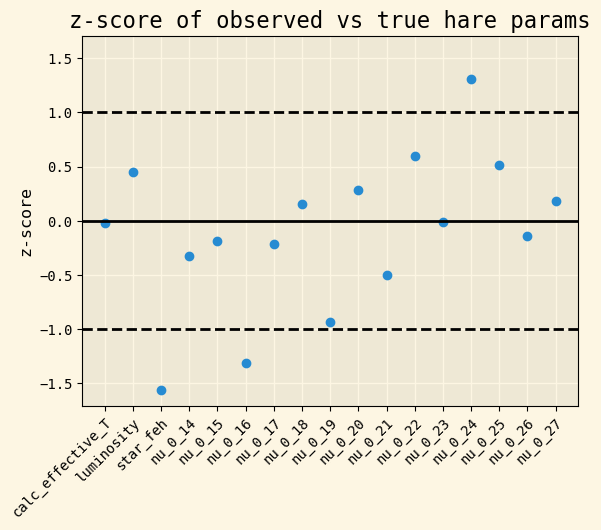 z-score of observed vs true hare params
z-score
1.5
1.0
0.5
0.0
−0.5
−1.0
−1.5
calc_effective_T
luminosity
star_feh
nu_0_14
nu_0_15
nu_0_16
nu_0_17
nu_0_18
nu_0_19
nu_0_20
nu_0_21
nu_0_22
nu_0_23
nu_0_24
nu_0_25
nu_0_26
nu_0_27